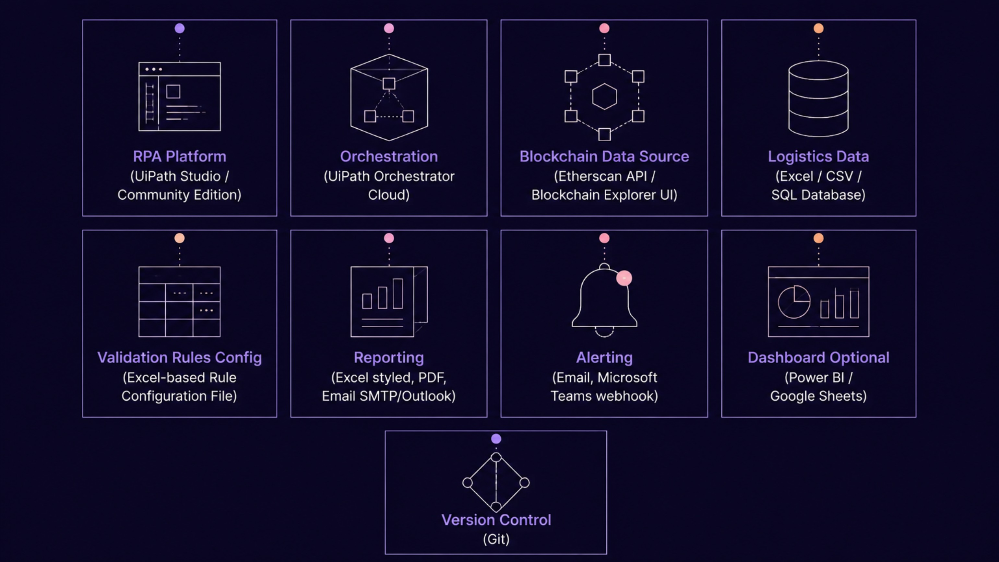 RPA Platform
(UiPath Studio /
Community Edition)
Orchestration
(UiPath Orchestrator
Cloud)
Blockchain Data Source
(Etherscan API /
Blockchain Explorer UI)
Logistics Data
(Excel / CSV /
SQL Database)
Validation Rules Config
(Excel-based Rule
Configuration File)
Reporting
(Excel styled, PDF,
Email SMTP/Outlook)
Alerting
(Email, Microsoft
Teams webhook)
Dashboard Optional
(Power BI /
Google Sheets)
Version Control
(Git)